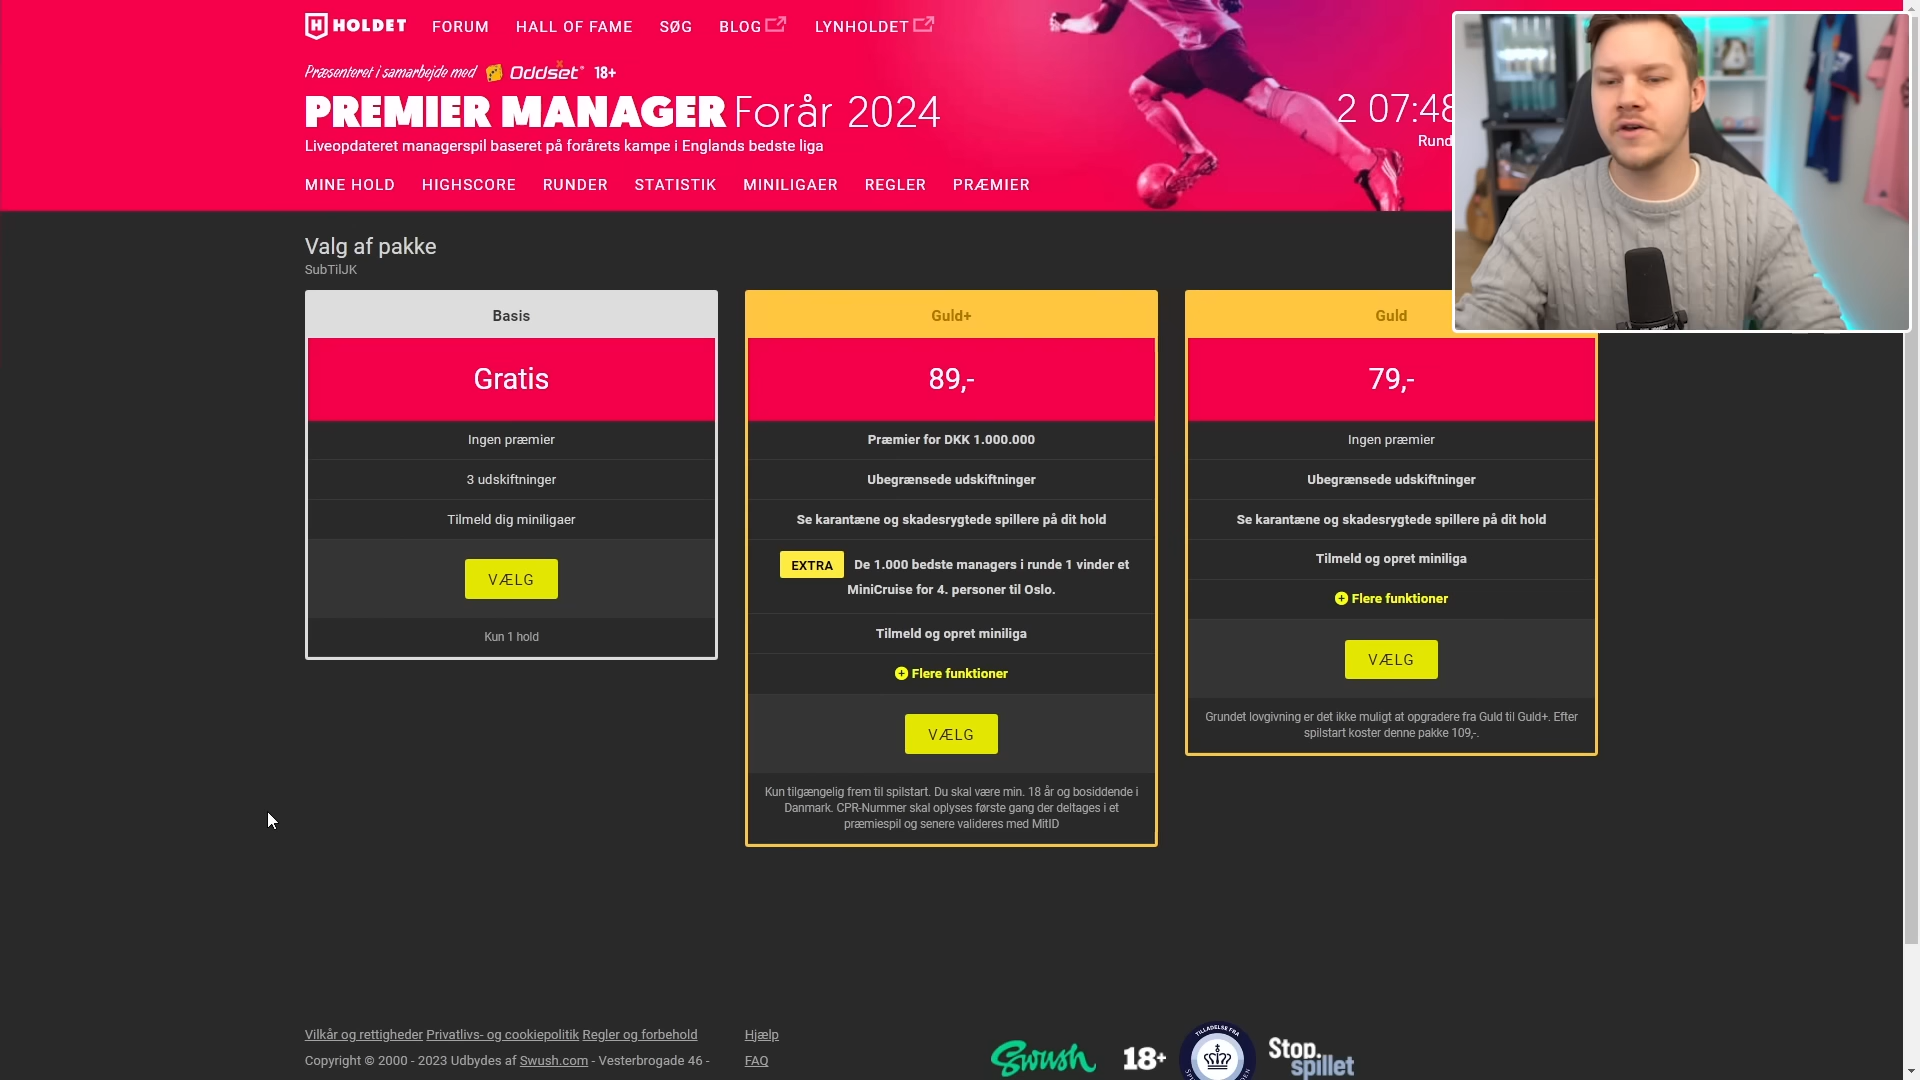 HOLDET FORUM HALL OF FAME SØG BLOG LYNHOLDET
Præsenteret i samarbejde med Oddset 18+
PREMIER MANAGER Forår 2024
2 07:48
Liveopdateret managerspil baseret på forårets kampe i Englands bedste liga
Rund
MINE HOLD HIGHSCORE RUNDER STATISTIK MINILIGAER REGLER PRÆMIER
Valg af pakke
SubTilJK
Basis
Gratis
Ingen præmier
3 udskiftninger
Tilmeld dig miniligaer
VÆLG
Kun 1 hold
Guld+
89,-
Præmier for DKK 1.000.000
Ubegrænsede udskiftninger
Se karantæne og skadesrygtede spillere på dit hold
EXTRA De 1.000 bedste managers i runde 1 vinder et
MiniCruise for 4. personer til Oslo.
Tilmeld og opret miniliga
Flere funktioner
VÆLG
Kun tilgængelig frem til spilstart. Du skal være min. 18 år og bosiddende i
Danmark. CPR-Nummer skal oplyses første gang der deltages i et
præmiespil og senere valideres med MitID
Guld
79,-
Ingen præmier
Ubegrænsede udskiftninger
Se karantæne og skadesrygtede spillere på dit hold
Tilmeld og opret miniliga
Flere funktioner
VÆLG
Grundet lovgivning er det ikke muligt at opgradere fra Guld til Guld+. Efter
spilstart koster denne pakke 109,-.
Vilkår og rettigheder Privatlivs- og cookiepolitik Regler og forbehold
Copyright © 2000 - 2023 Udbydes af Swush.com - Vesterbrogade 46 -
Hjælp
FAQ
Swush
18+
TILLADELSE FRA
Stop
spillet